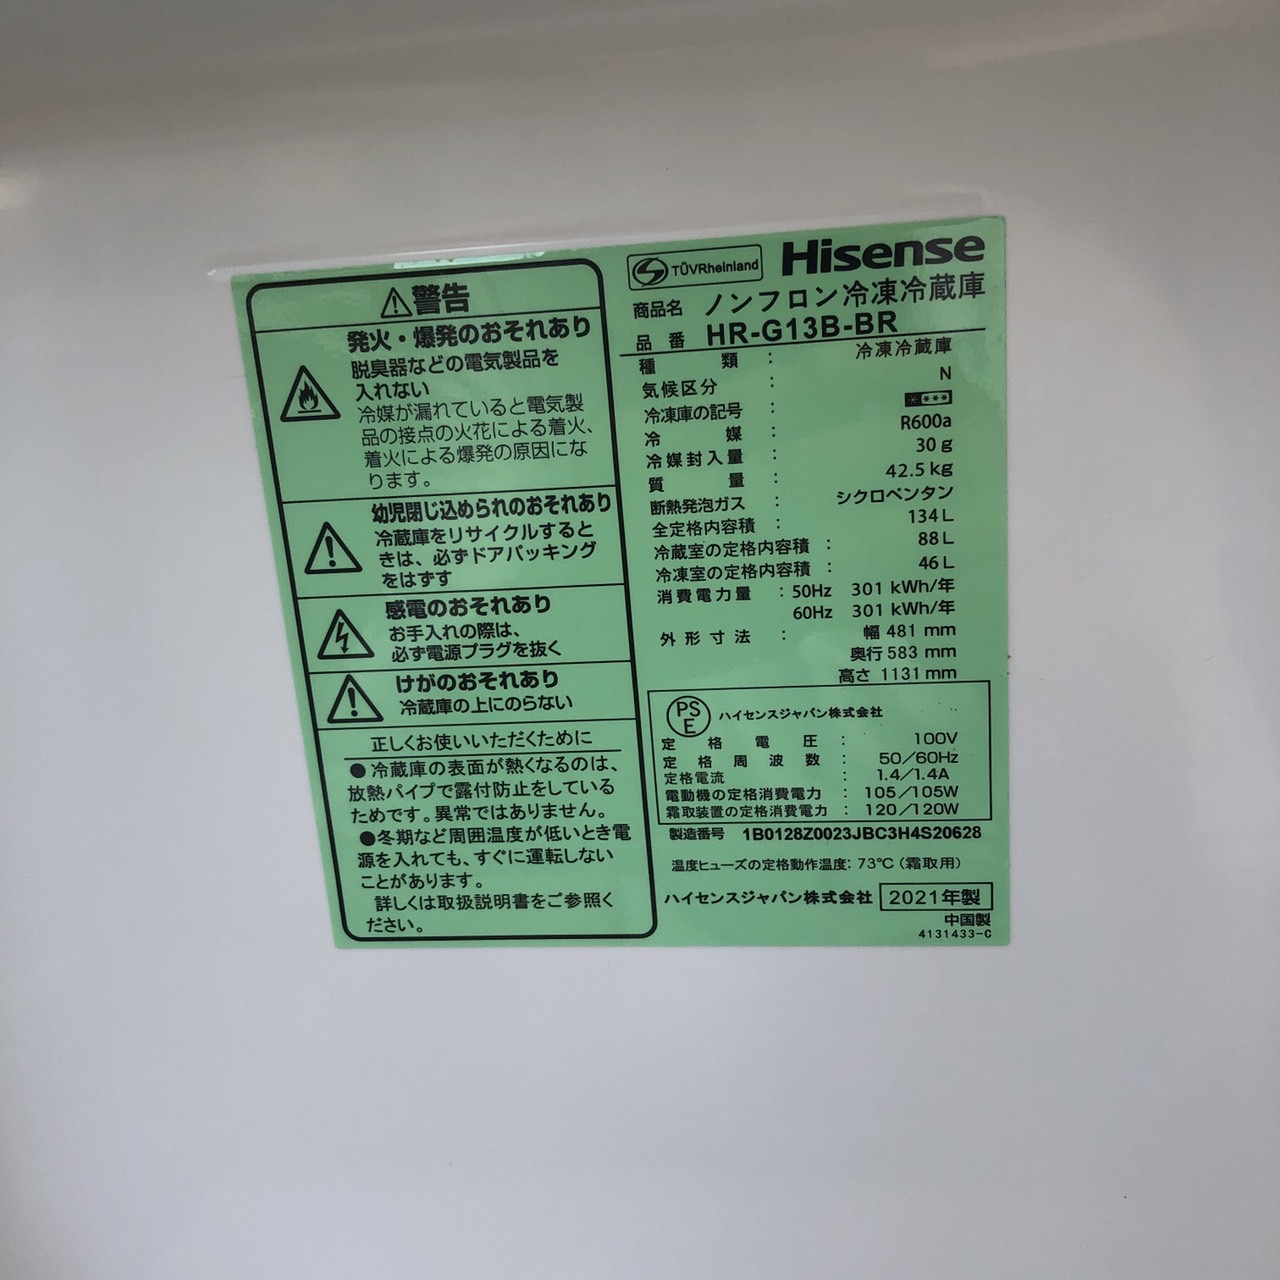 警告
発火・爆発のおそれあり
脱臭器などの電気製品を
入れない
冷媒が漏れていると電気製
品の接点の火花による着火、
着火による爆発の原因にな
ります。
幼児閉じ込められのおそれあり
冷蔵庫をリサイクルすると
きは、必ずドアパッキング
をはずす
感電のおそれあり
お手入れの際は、
必ず電源プラグを抜く
けがのおそれあり
冷蔵庫の上にのらない
正しくお使いいただくために
●冷蔵庫の表面が熱くなるのは、
放熱パイプで露付防止をしている
ためです。異常ではありません。
●冬期など周囲温度が低いとき電
源を入れても、すぐに運転しない
ことがあります。
詳しくは取扱説明書をご参照く
ださい。
TÜVRheinland Hisense
商品名 ノンフロン冷凍冷蔵庫
品番 HR-G13B-BR
種類 : 冷凍冷蔵庫
気候区分 : N
冷凍庫の記号 : ****
冷媒 : R600a
冷媒封入量 : 30g
質量 : 42.5kg
断熱発泡ガス : シクロペンタン
全定格内容積 : 134L
冷蔵室の定格内容積 : 88L
冷凍室の定格内容積 : 46L
消費電力量 : 50Hz 301 kWh/年
60Hz 301 kWh/年
外形寸法 : 幅 481 mm
奥行 583 mm
高さ 1131 mm
PSE ハイセンスジャパン株式会社
定格電圧 : 100V
定格周波数 : 50/60Hz
定格電流 : 1.4/1.4A
電動機の定格消費電力 : 105/105W
霜取装置の定格消費電力 : 120/120W
製造番号 1B0128Z0023JBC3H4S20628
温度ヒューズの定格動作温度: 73℃(霜取用)
ハイセンスジャパン株式会社 2021年製
中国製
4131433-C